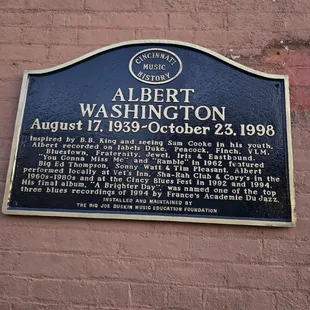 CINCINNATI
MUSIC
HISTORY
ALBERT
WASHINGTON
August 17, 1939-October 23, 1998
Inspired by B.B. King and seeing Sam Cooke in his youth,
Albert recorded on labels Duke, Peacock, Finch, V.L.M.,
Bluestown, Fraternity, Jewel, Iris & Eastbound.
"You Gonna Miss Me" and "Ramble" in 1962 featured
Big Ed Thompson, Sonny Watt & Tim Pleasant. Albert
performed locally at Vet's Inn, Sha-Rah Club & Cory's in the
1960s-1980s and at the Cincy Blues Fest in 1992 and 1994.
His final album, "A Brighter Day", was named one of the top
three blues recordings of 1994 by France's Academie Du Jazz.
INSTALLED AND MAINTAINED BY
THE BIG JOE DUSKIN MUSIC EDUCATION FOUNDATION